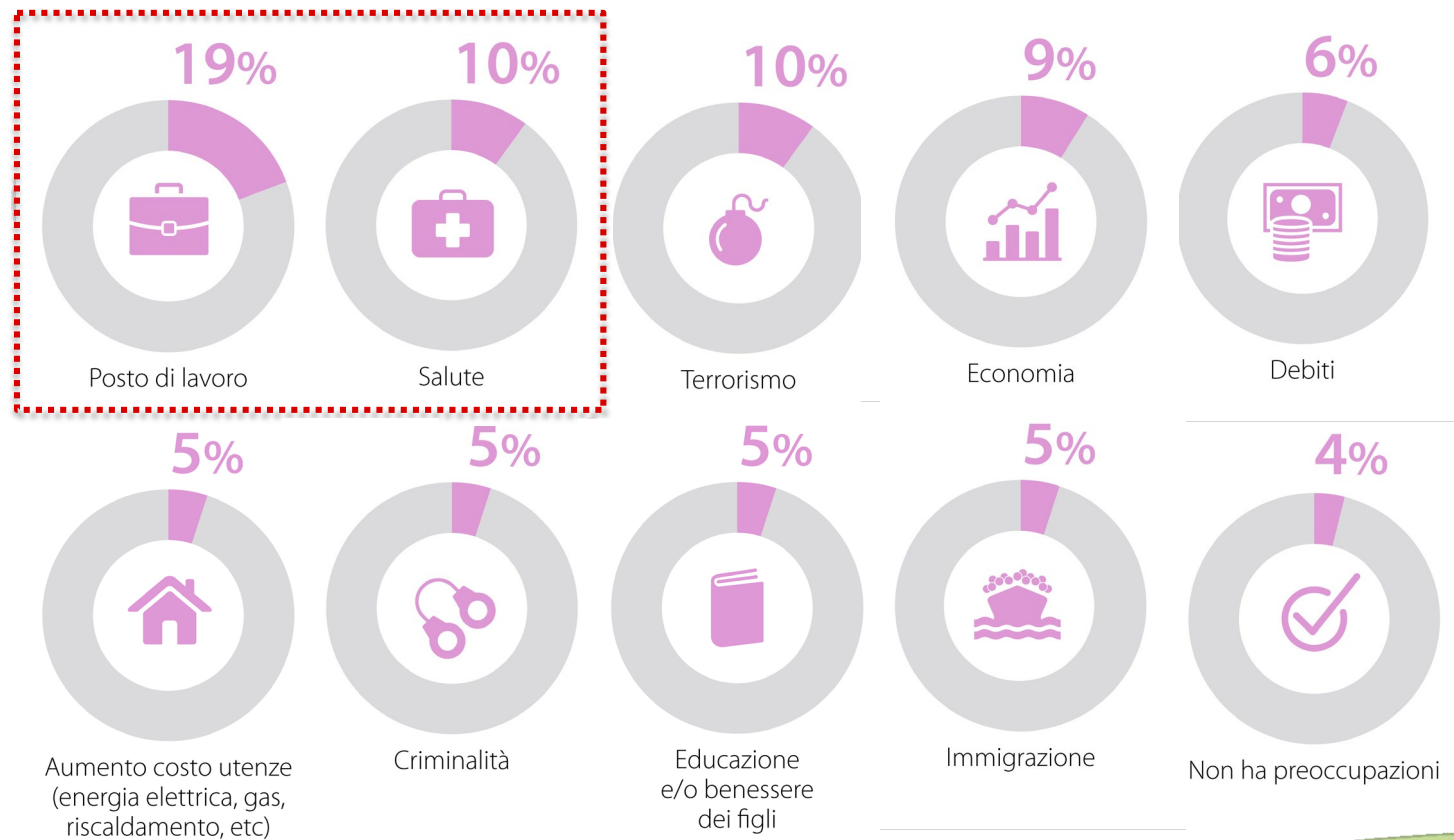 19%
10%
10%
9%
6%
Posto di lavoro
Salute
Terrorismo
Economia
Debiti
5%
5%
5%
5%
4%
Aumento costo utenze
(energia elettrica, gas,
riscaldamento, etc)
Criminalità
Educazione
e/o benessere
dei figli
Immigrazione
Non ha preoccupazioni